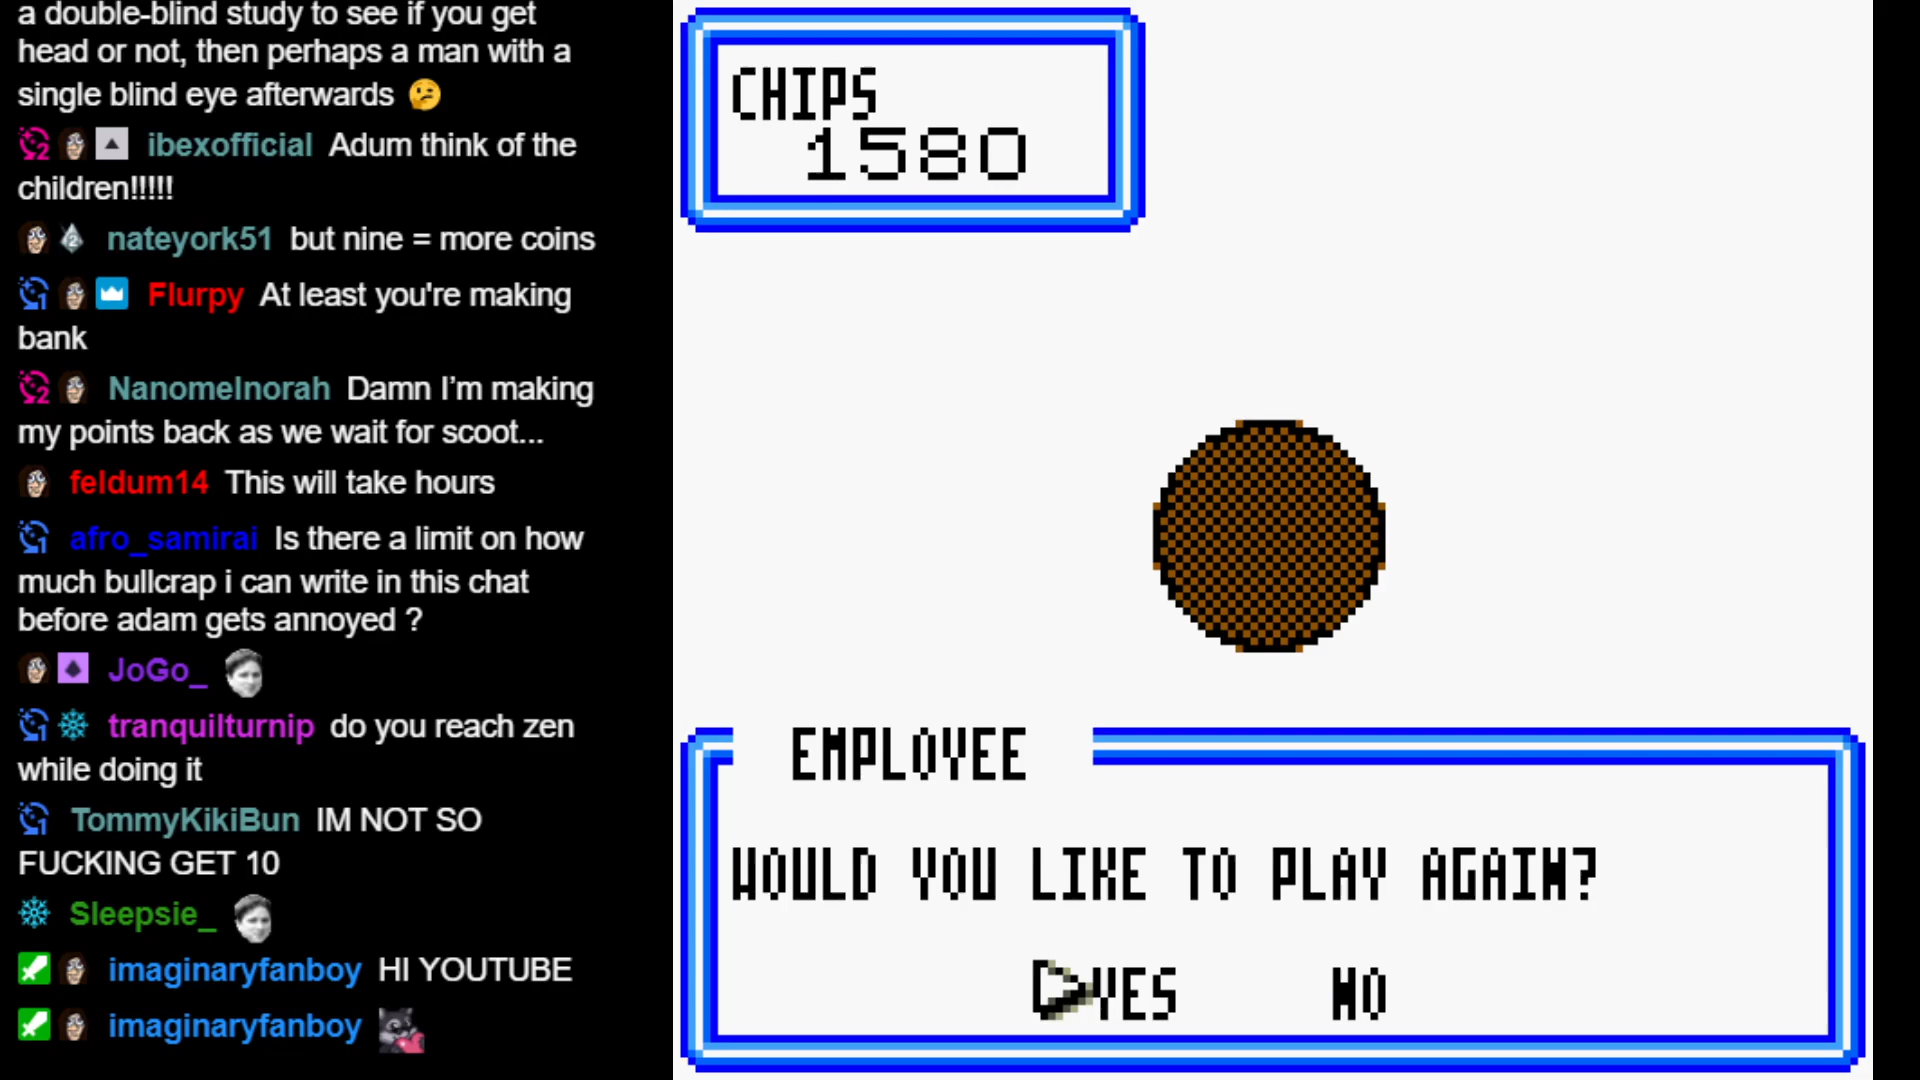 a double-blind study to see if you get
head or not, then perhaps a man with a
single blind eye afterwards
ibexofficial Adum think of the
children!!!!!
nateyork51 but nine = more coins
Flurpy At least you're making
bank
NanomeInorah Damn I'm making
my points back as we wait for scoot...
feldum14 This will take hours
afro_samirai Is there a limit on how
much bullcrap i can write in this chat
before adam gets annoyed ?
JoGo_
tranquilturnip do you reach zen
while doing it
TommyKikiBun IM NOT SO
FUCKING GET 10
Sleepsie_
imaginaryfanboy HI YOUTUBE
imaginaryfanboy
CHIPS
1580
EMPLOYEE
WOULD YOU LIKE TO PLAY AGAIN?
YES NO